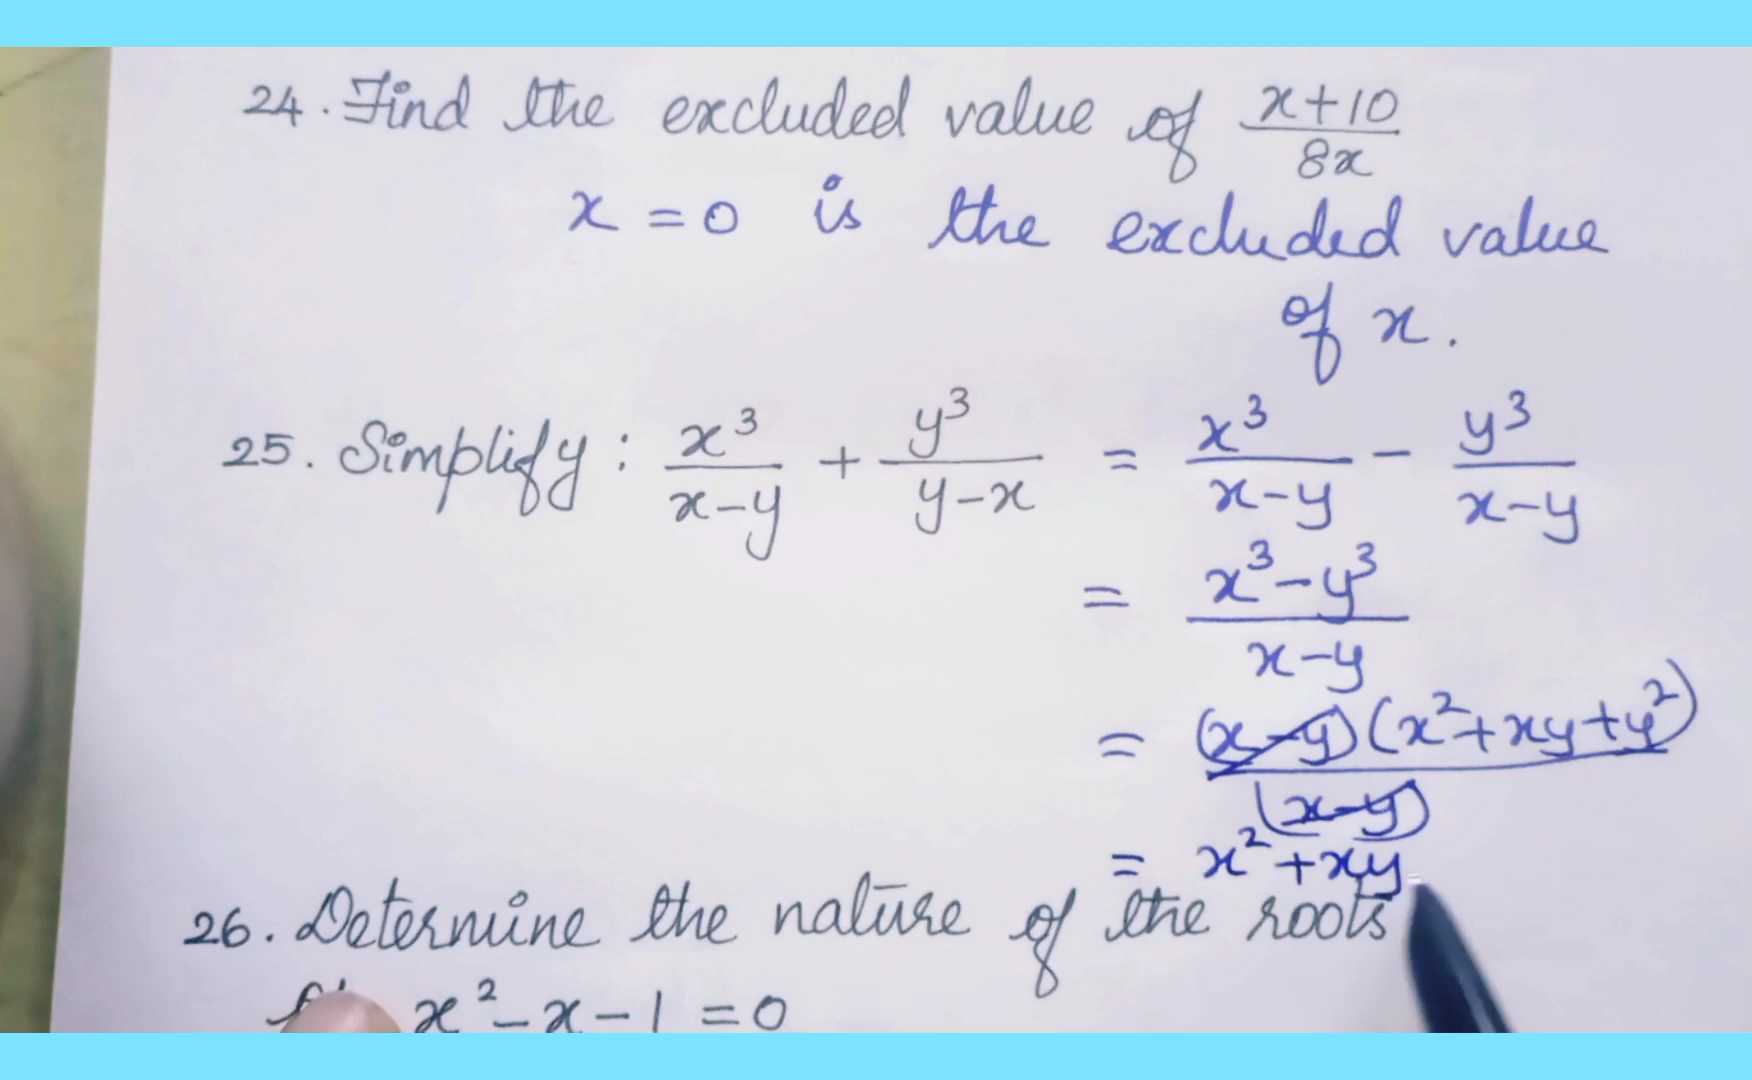 24. Find the excluded value of (x+10)/(8x)
x = 0 is the excluded value
of x.
25. Simplify : x³/(x-y) + y³/(y-x) = x³/(x-y) - y³/(x-y)
= (x³-y³)/(x-y)
= (x-y)(x²+xy+y²)/(x-y)
= x²+xy
26. Determine the nature of the roots
x²-x-1=0